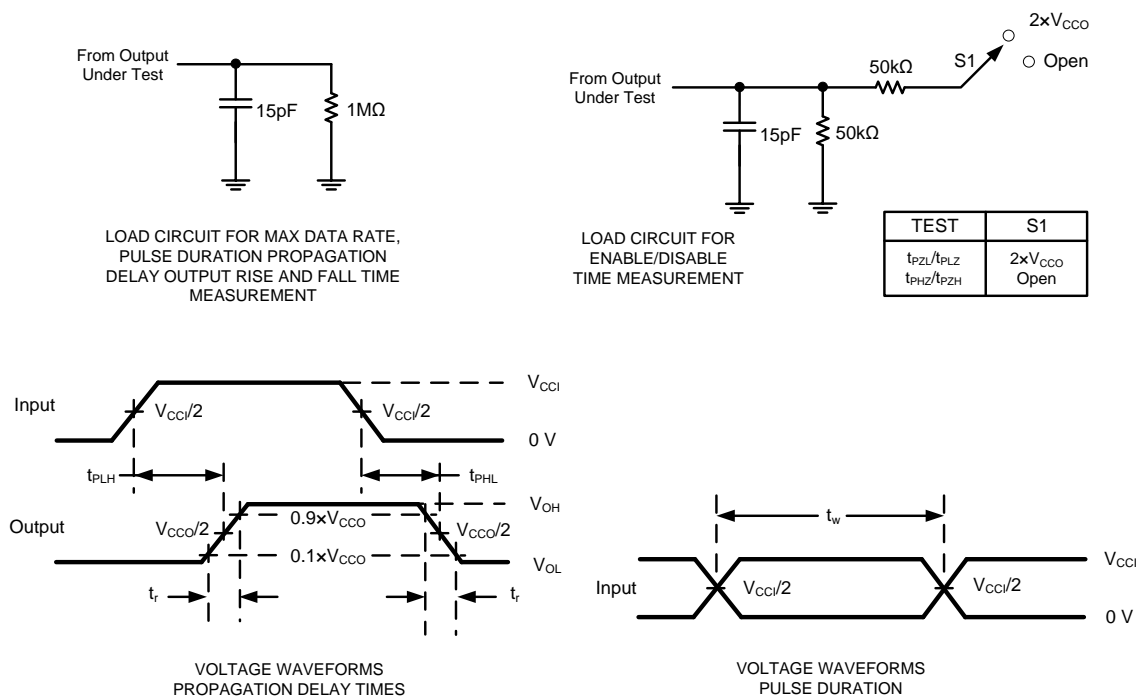 From Output
Under Test
15pF
1MΩ
LOAD CIRCUIT FOR MAX DATA RATE,
PULSE DURATION PROPAGATION
DELAY OUTPUT RISE AND FALL TIME
MEASUREMENT
From Output
Under Test
15pF
50kΩ
50kΩ
S1
2×VCCO
Open
LOAD CIRCUIT FOR
ENABLE/DISABLE
TIME MEASUREMENT
TEST S1
tPZL/tPLZ 2×VCCO
tPHZ/tPZH Open
Input
VCCI/2
VCCI/2
VCCI
0 V
tPLH
tPHL
Output
VCCO/2
0.9×VCCO
0.1×VCCO
VCCO/2
VOH
VOL
tr
tr
VOLTAGE WAVEFORMS
PROPAGATION DELAY TIMES
tw
Input
VCCI/2
VCCI/2
VCCI
0 V
VOLTAGE WAVEFORMS
PULSE DURATION